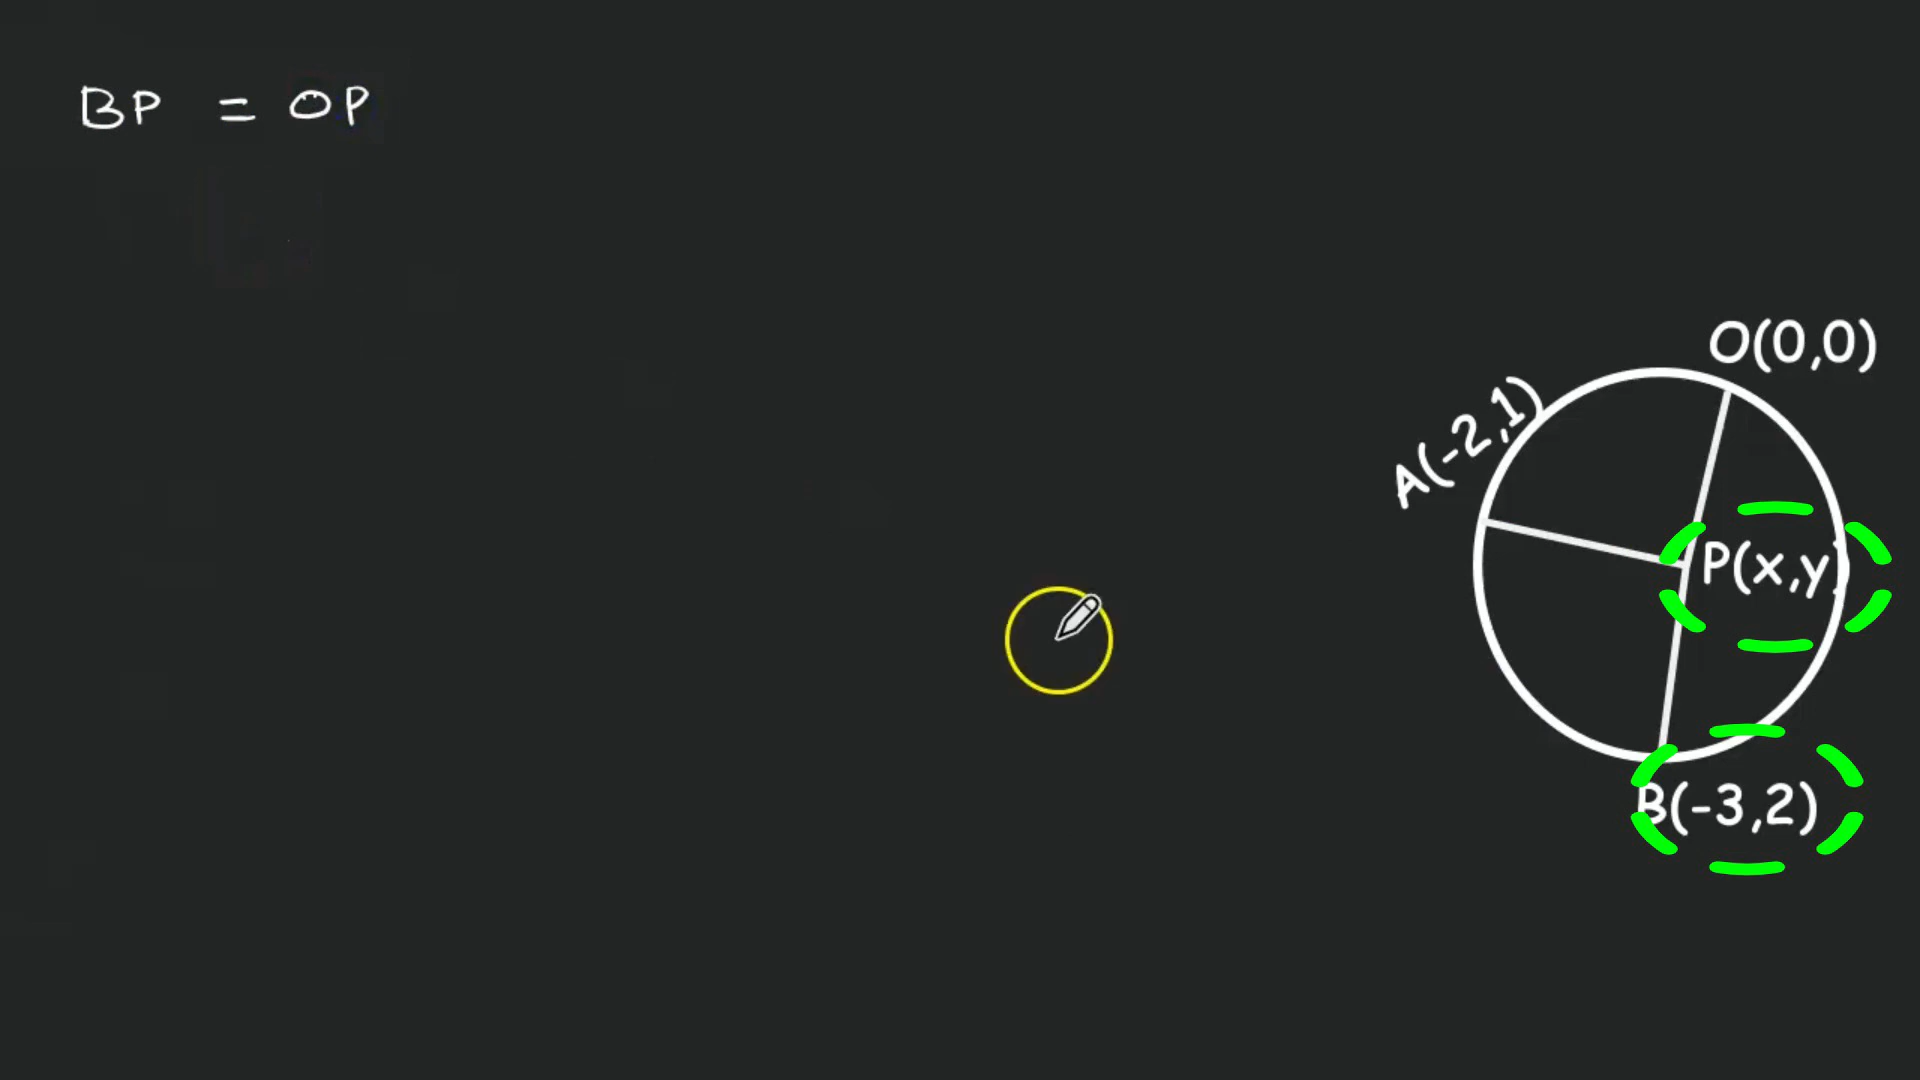 BP = OP
O(0,0)
A(-2,1)
P(x,y)
B(-3,2)